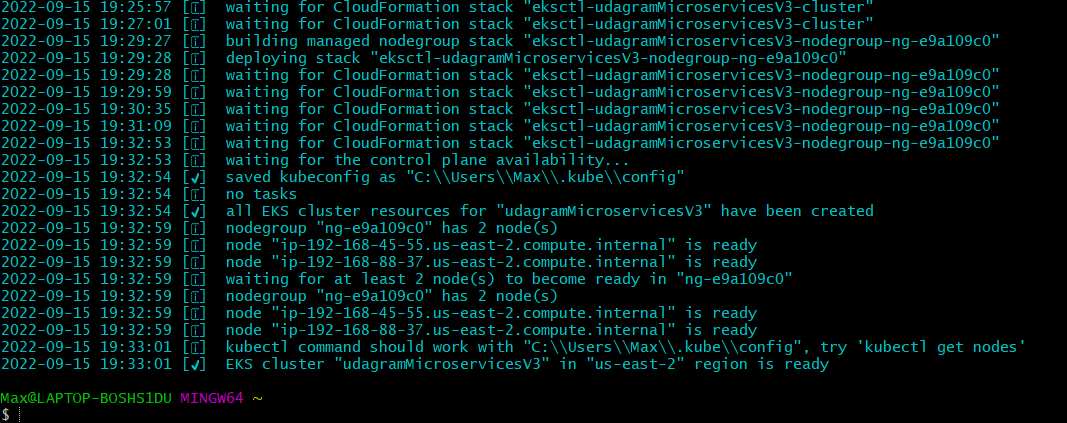 2022-09-15 19:25:57 [ℹ]  waiting for CloudFormation stack "eksctl-udagramMicroservicesV3-cluster"
2022-09-15 19:27:01 [ℹ]  waiting for CloudFormation stack "eksctl-udagramMicroservicesV3-cluster"
2022-09-15 19:29:27 [ℹ]  building managed nodegroup stack "eksctl-udagramMicroservicesV3-nodegroup-ng-e9a109c0"
2022-09-15 19:29:28 [ℹ]  deploying stack "eksctl-udagramMicroservicesV3-nodegroup-ng-e9a109c0"
2022-09-15 19:29:28 [ℹ]  waiting for CloudFormation stack "eksctl-udagramMicroservicesV3-nodegroup-ng-e9a109c0"
2022-09-15 19:29:59 [ℹ]  waiting for CloudFormation stack "eksctl-udagramMicroservicesV3-nodegroup-ng-e9a109c0"
2022-09-15 19:30:35 [ℹ]  waiting for CloudFormation stack "eksctl-udagramMicroservicesV3-nodegroup-ng-e9a109c0"
2022-09-15 19:31:09 [ℹ]  waiting for CloudFormation stack "eksctl-udagramMicroservicesV3-nodegroup-ng-e9a109c0"
2022-09-15 19:32:53 [ℹ]  waiting for CloudFormation stack "eksctl-udagramMicroservicesV3-nodegroup-ng-e9a109c0"
2022-09-15 19:32:53 [ℹ]  waiting for the control plane availability...
2022-09-15 19:32:54 [✔]  saved kubeconfig as "C:\\Users\\Max\\.kube\\config"
2022-09-15 19:32:54 [ℹ]  no tasks
2022-09-15 19:32:54 [✔]  all EKS cluster resources for "udagramMicroservicesV3" have been created
2022-09-15 19:32:59 [ℹ]  nodegroup "ng-e9a109c0" has 2 node(s)
2022-09-15 19:32:59 [ℹ]  node "ip-192-168-45-55.us-east-2.compute.internal" is ready
2022-09-15 19:32:59 [ℹ]  node "ip-192-168-88-37.us-east-2.compute.internal" is ready
2022-09-15 19:32:59 [ℹ]  waiting for at least 2 node(s) to become ready in "ng-e9a109c0"
2022-09-15 19:32:59 [ℹ]  nodegroup "ng-e9a109c0" has 2 node(s)
2022-09-15 19:32:59 [ℹ]  node "ip-192-168-45-55.us-east-2.compute.internal" is ready
2022-09-15 19:32:59 [ℹ]  node "ip-192-168-88-37.us-east-2.compute.internal" is ready
2022-09-15 19:33:01 [ℹ]  kubectl command should work with "C:\\Users\\Max\\.kube\\config", try 'kubectl get nodes'
2022-09-15 19:33:01 [✔]  EKS cluster "udagramMicroservicesV3" in "us-east-2" region is ready
Max@LAPTOP-BOSHS1DU MINGW64 ~
$